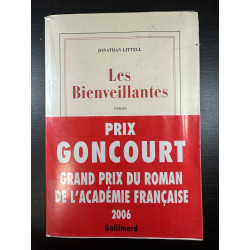 JONATHAN LITTELL
Les
Bienveillantes
roman
PRIX
GONCOURT
GRAND PRIX DU ROMAN
DE L'ACADÉMIE FRANÇAISE
2006
Gallimard